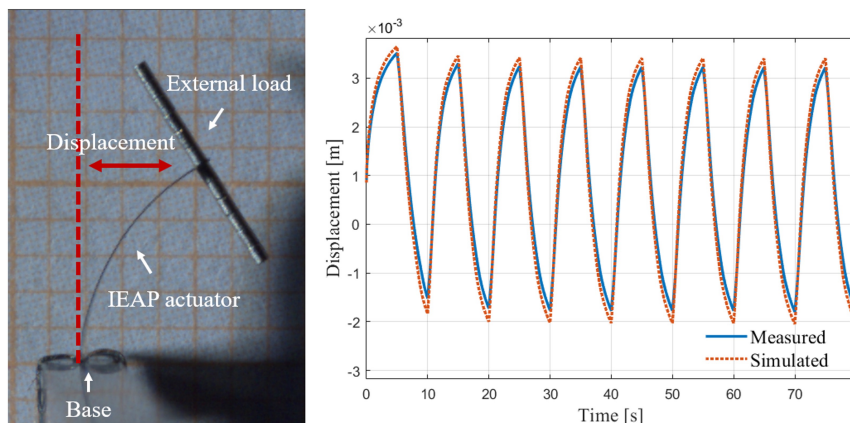 External load
Displacement
IEAP actuator
Base
×10⁻³
3
2
1
0
-1
-2
-3
Displacement [m]
0 10 20 30 40 50 60 70
Time [s]
Measured
Simulated